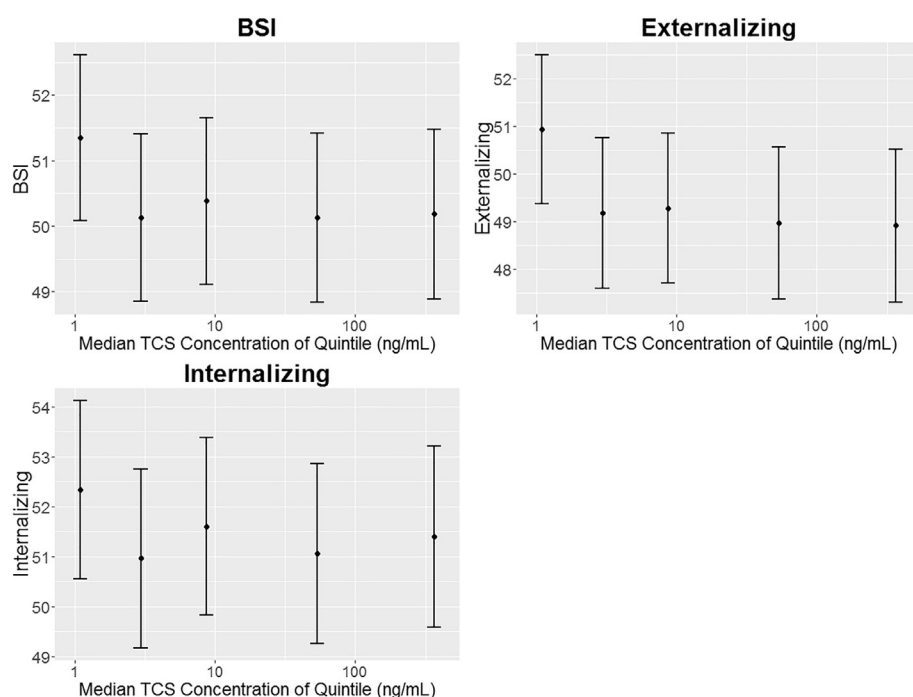 BSI
BSI
52
51
50
49
1 10 100
Median TCS Concentration of Quintile (ng/mL)
Externalizing
Externalizing
52
51
50
49
48
1 10 100
Median TCS Concentration of Quintile (ng/mL)
Internalizing
Internalizing
54
53
52
51
50
49
1 10 100
Median TCS Concentration of Quintile (ng/mL)